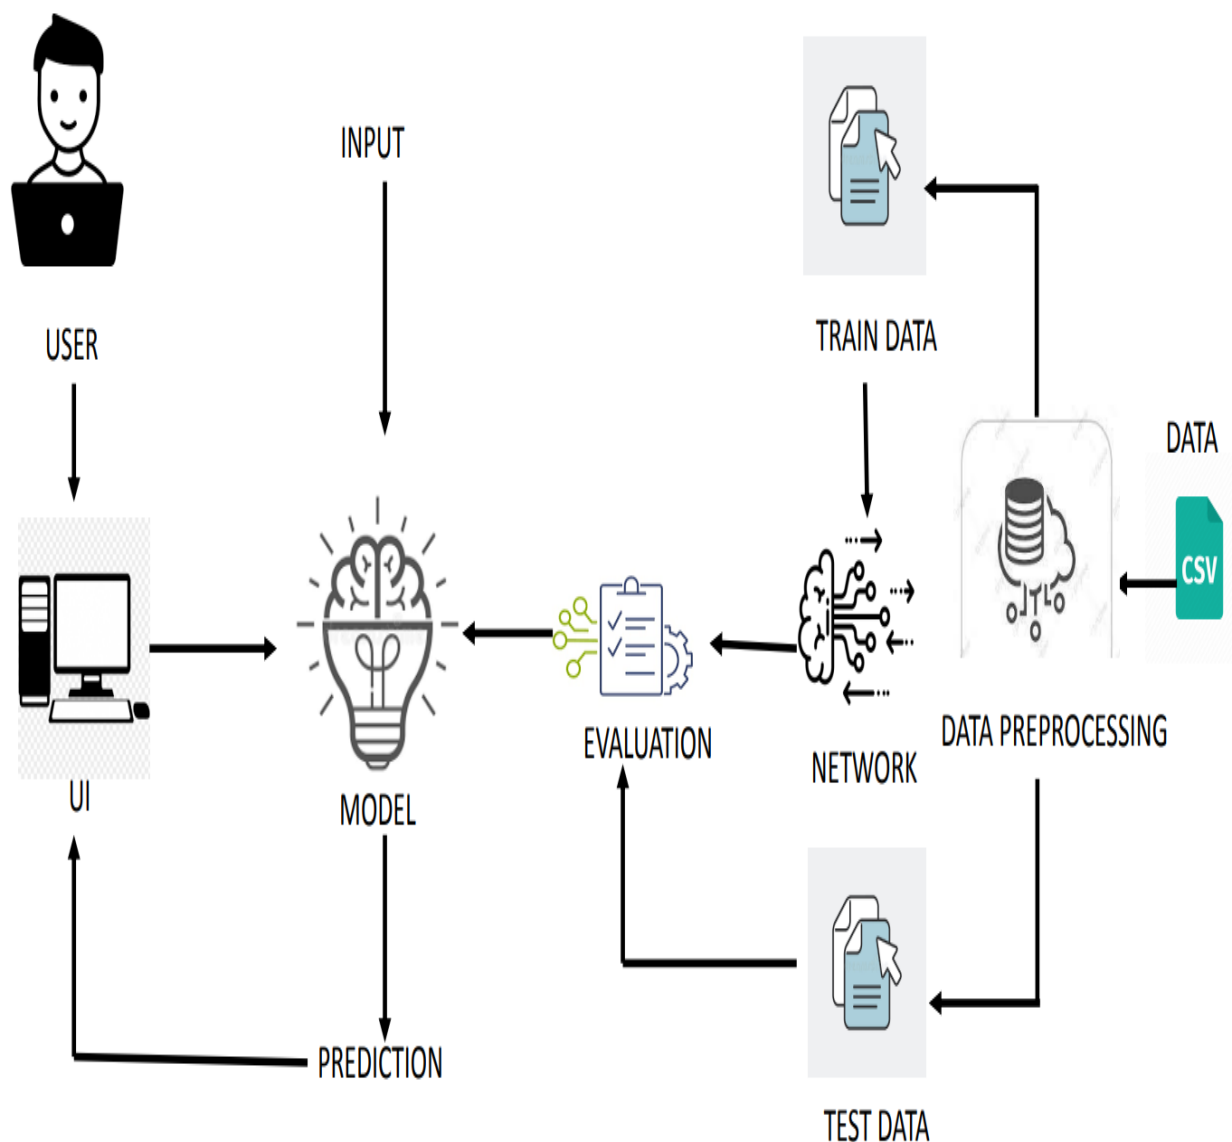 INPUT
USER
TRAIN DATA
DATA
CSV
EVALUATION
DATA PREPROCESSING
NETWORK
UI
MODEL
PREDICTION
TEST DATA